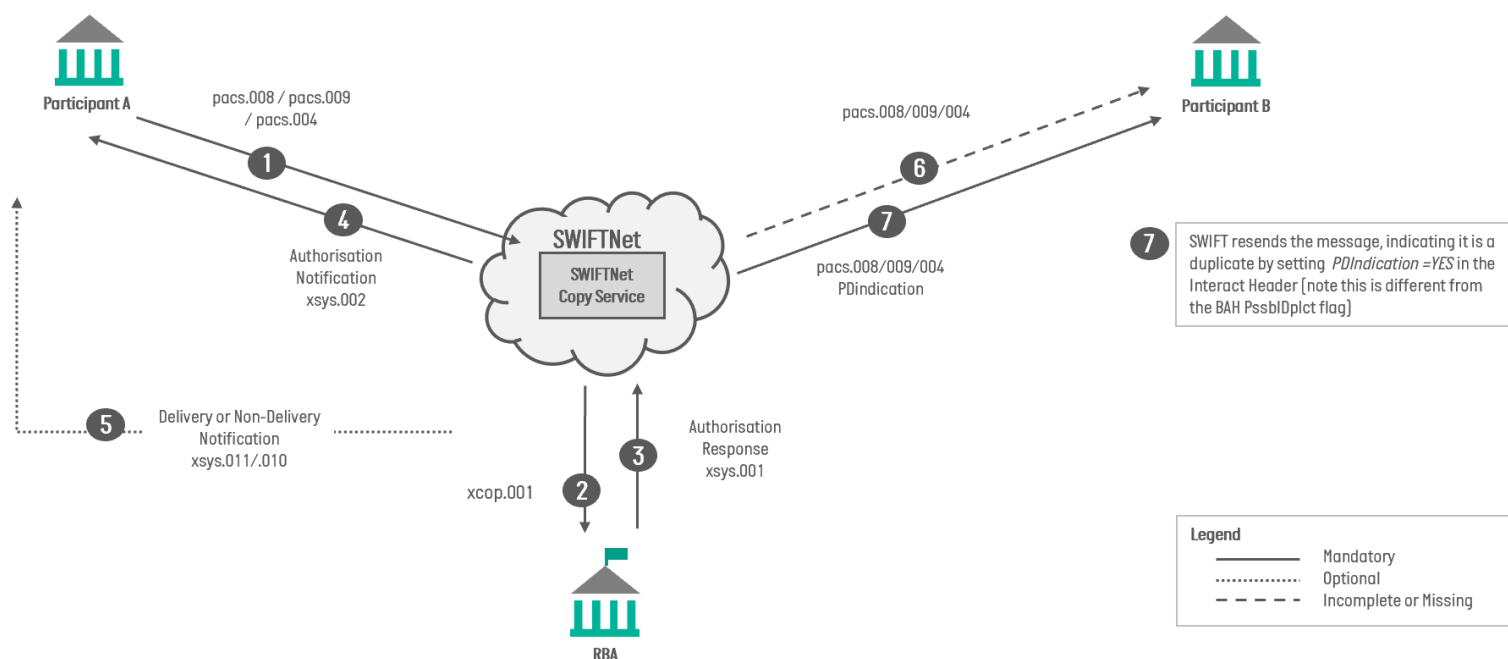 Participant A
pacs.008 / pacs.009
/ pacs.004
1
4
Authorisation
Notification
xsys.002
SWIFTNet
SWIFTNet
Copy Service
pacs.008/009/004
6
7
pacs.008/009/004
PDindication
Participant B
7
SWIFT resends the message, indicating it is a
duplicate by setting PDIndication =YES in the
Interact Header (note this is different from
the BAH PssblDplct flag)
5
Delivery or Non-Delivery
Notification
xsys.011/.010
xcop.001
2
3
Authorisation
Response
xsys.001
RBA
Legend
Mandatory
Optional
Incomplete or Missing